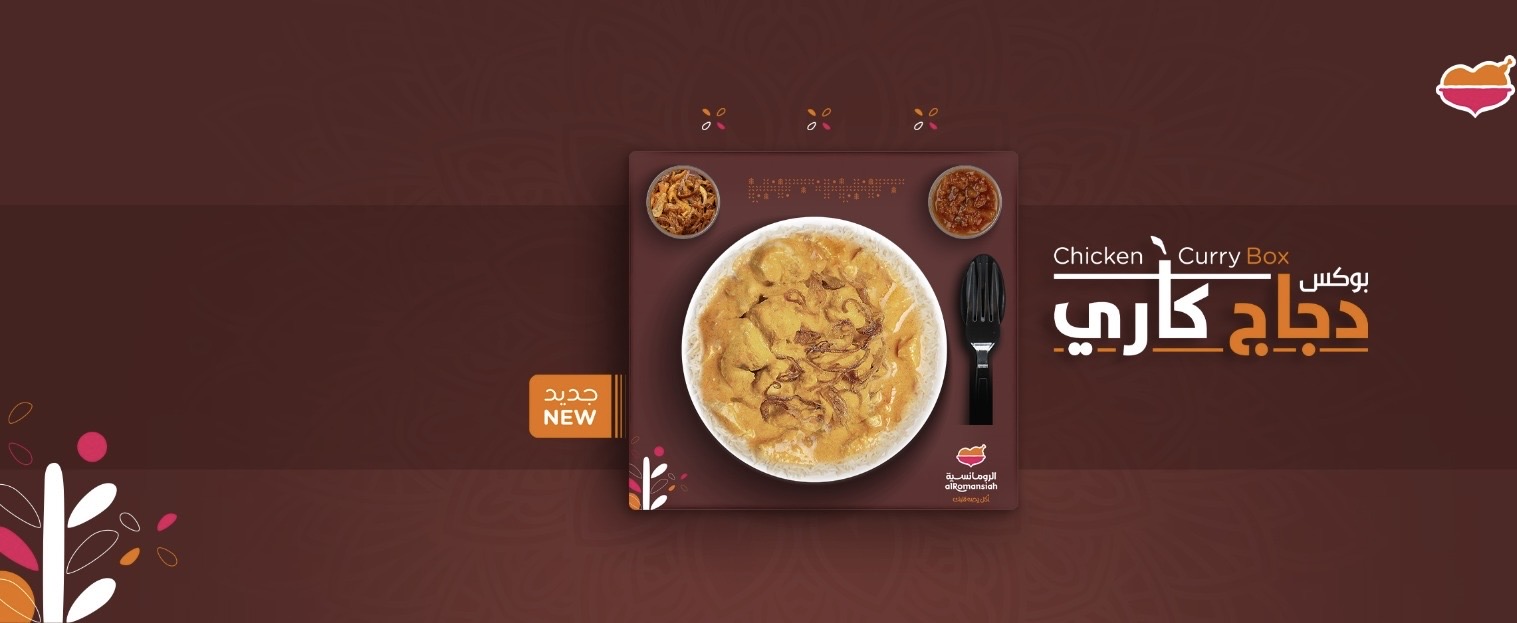 Chicken Curry Box
بوكس
دجاج كاري
جديد
NEW
الرومانسية
alRomansiah